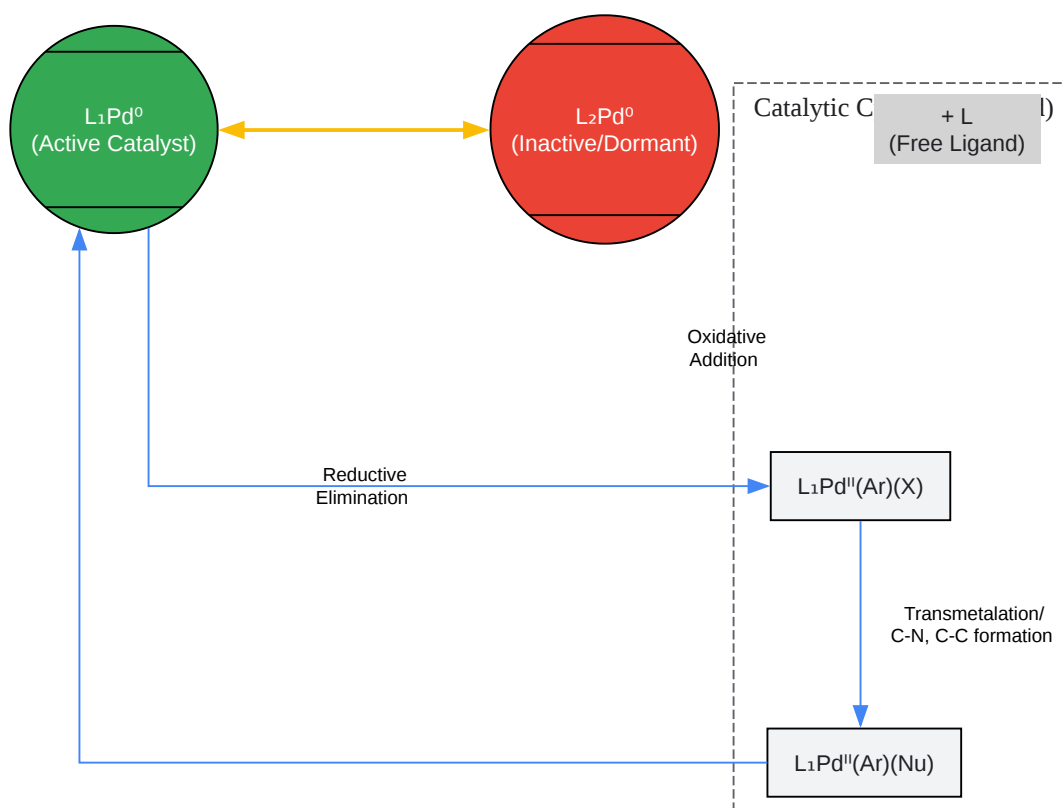 L₁Pd⁰
(Active Catalyst)
L₂Pd⁰
(Inactive/Dormant)
Catalytic
+ L
(Free Ligand)
Oxidative
Addition
Reductive
Elimination
L₁Pdᴵᴵ(Ar)(X)
Transmetalation/
C-N, C-C formation
L₁Pdᴵᴵ(Ar)(Nu)